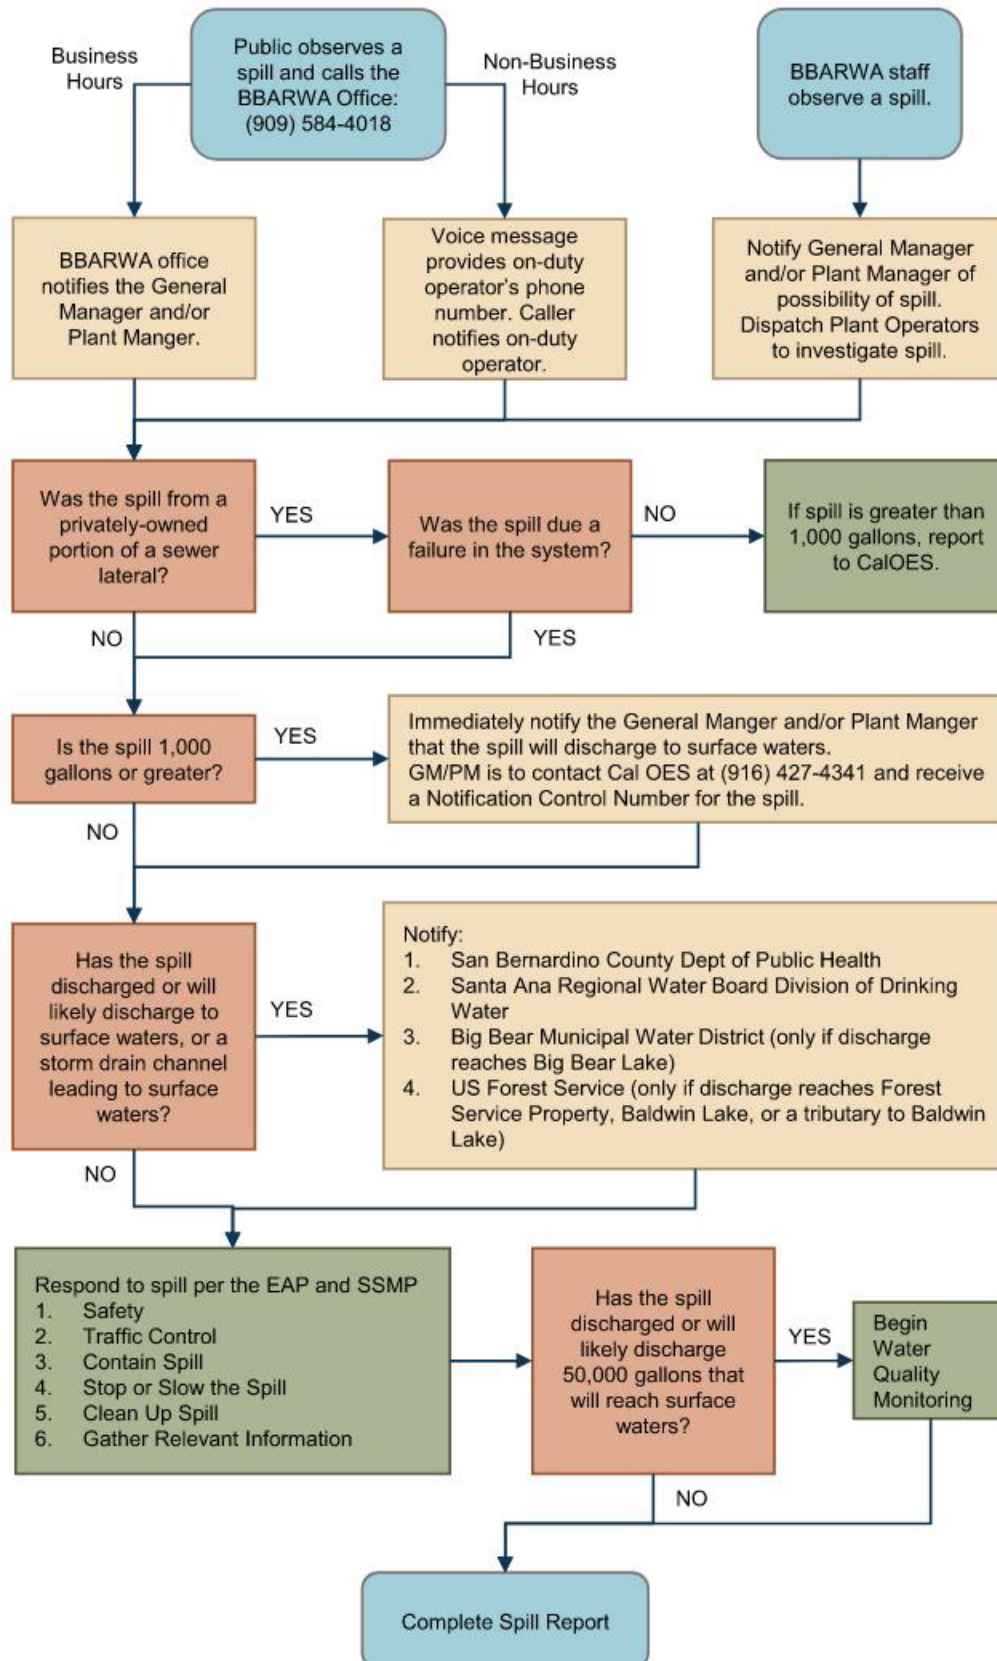 Business
Hours
Public observes a
spill and calls the
BBARWA Office:
(909) 584-4018
Non-Business
Hours
BBARWA staff
observe a spill.
BBARWA office
notifies the General
Manager and/or
Plant Manger.
Voice message
provides on-duty
operator's phone
number. Caller
notifies on-duty
operator.
Notify General Manager
and/or Plant Manager of
possibility of spill.
Dispatch Plant Operators
to investigate spill.
Was the spill from a
privately-owned
portion of a sewer
lateral?
YES
Was the spill due a
failure in the system?
NO
If spill is greater than
1,000 gallons, report
to CalOES.
NO
YES
Is the spill 1,000
gallons or greater?
YES
Immediately notify the General Manger and/or Plant Manger
that the spill will discharge to surface waters.
GM/PM is to contact Cal OES at (916) 427-4341 and receive
a Notification Control Number for the spill.
NO
Has the spill
discharged or will
likely discharge to
surface waters, or a
storm drain channel
leading to surface
waters?
YES
Notify:
1. San Bernardino County Dept of Public Health
2. Santa Ana Regional Water Board Division of Drinking
Water
3. Big Bear Municipal Water District (only if discharge
reaches Big Bear Lake)
4. US Forest Service (only if discharge reaches Forest
Service Property, Baldwin Lake, or a tributary to Baldwin
Lake)
NO
Respond to spill per the EAP and SSMP
1. Safety
2. Traffic Control
3. Contain Spill
4. Stop or Slow the Spill
5. Clean Up Spill
6. Gather Relevant Information
Has the spill
discharged or will
likely discharge
50,000 gallons that
will reach surface
waters?
YES
Begin
Water
Quality
Monitoring
NO
Complete Spill Report